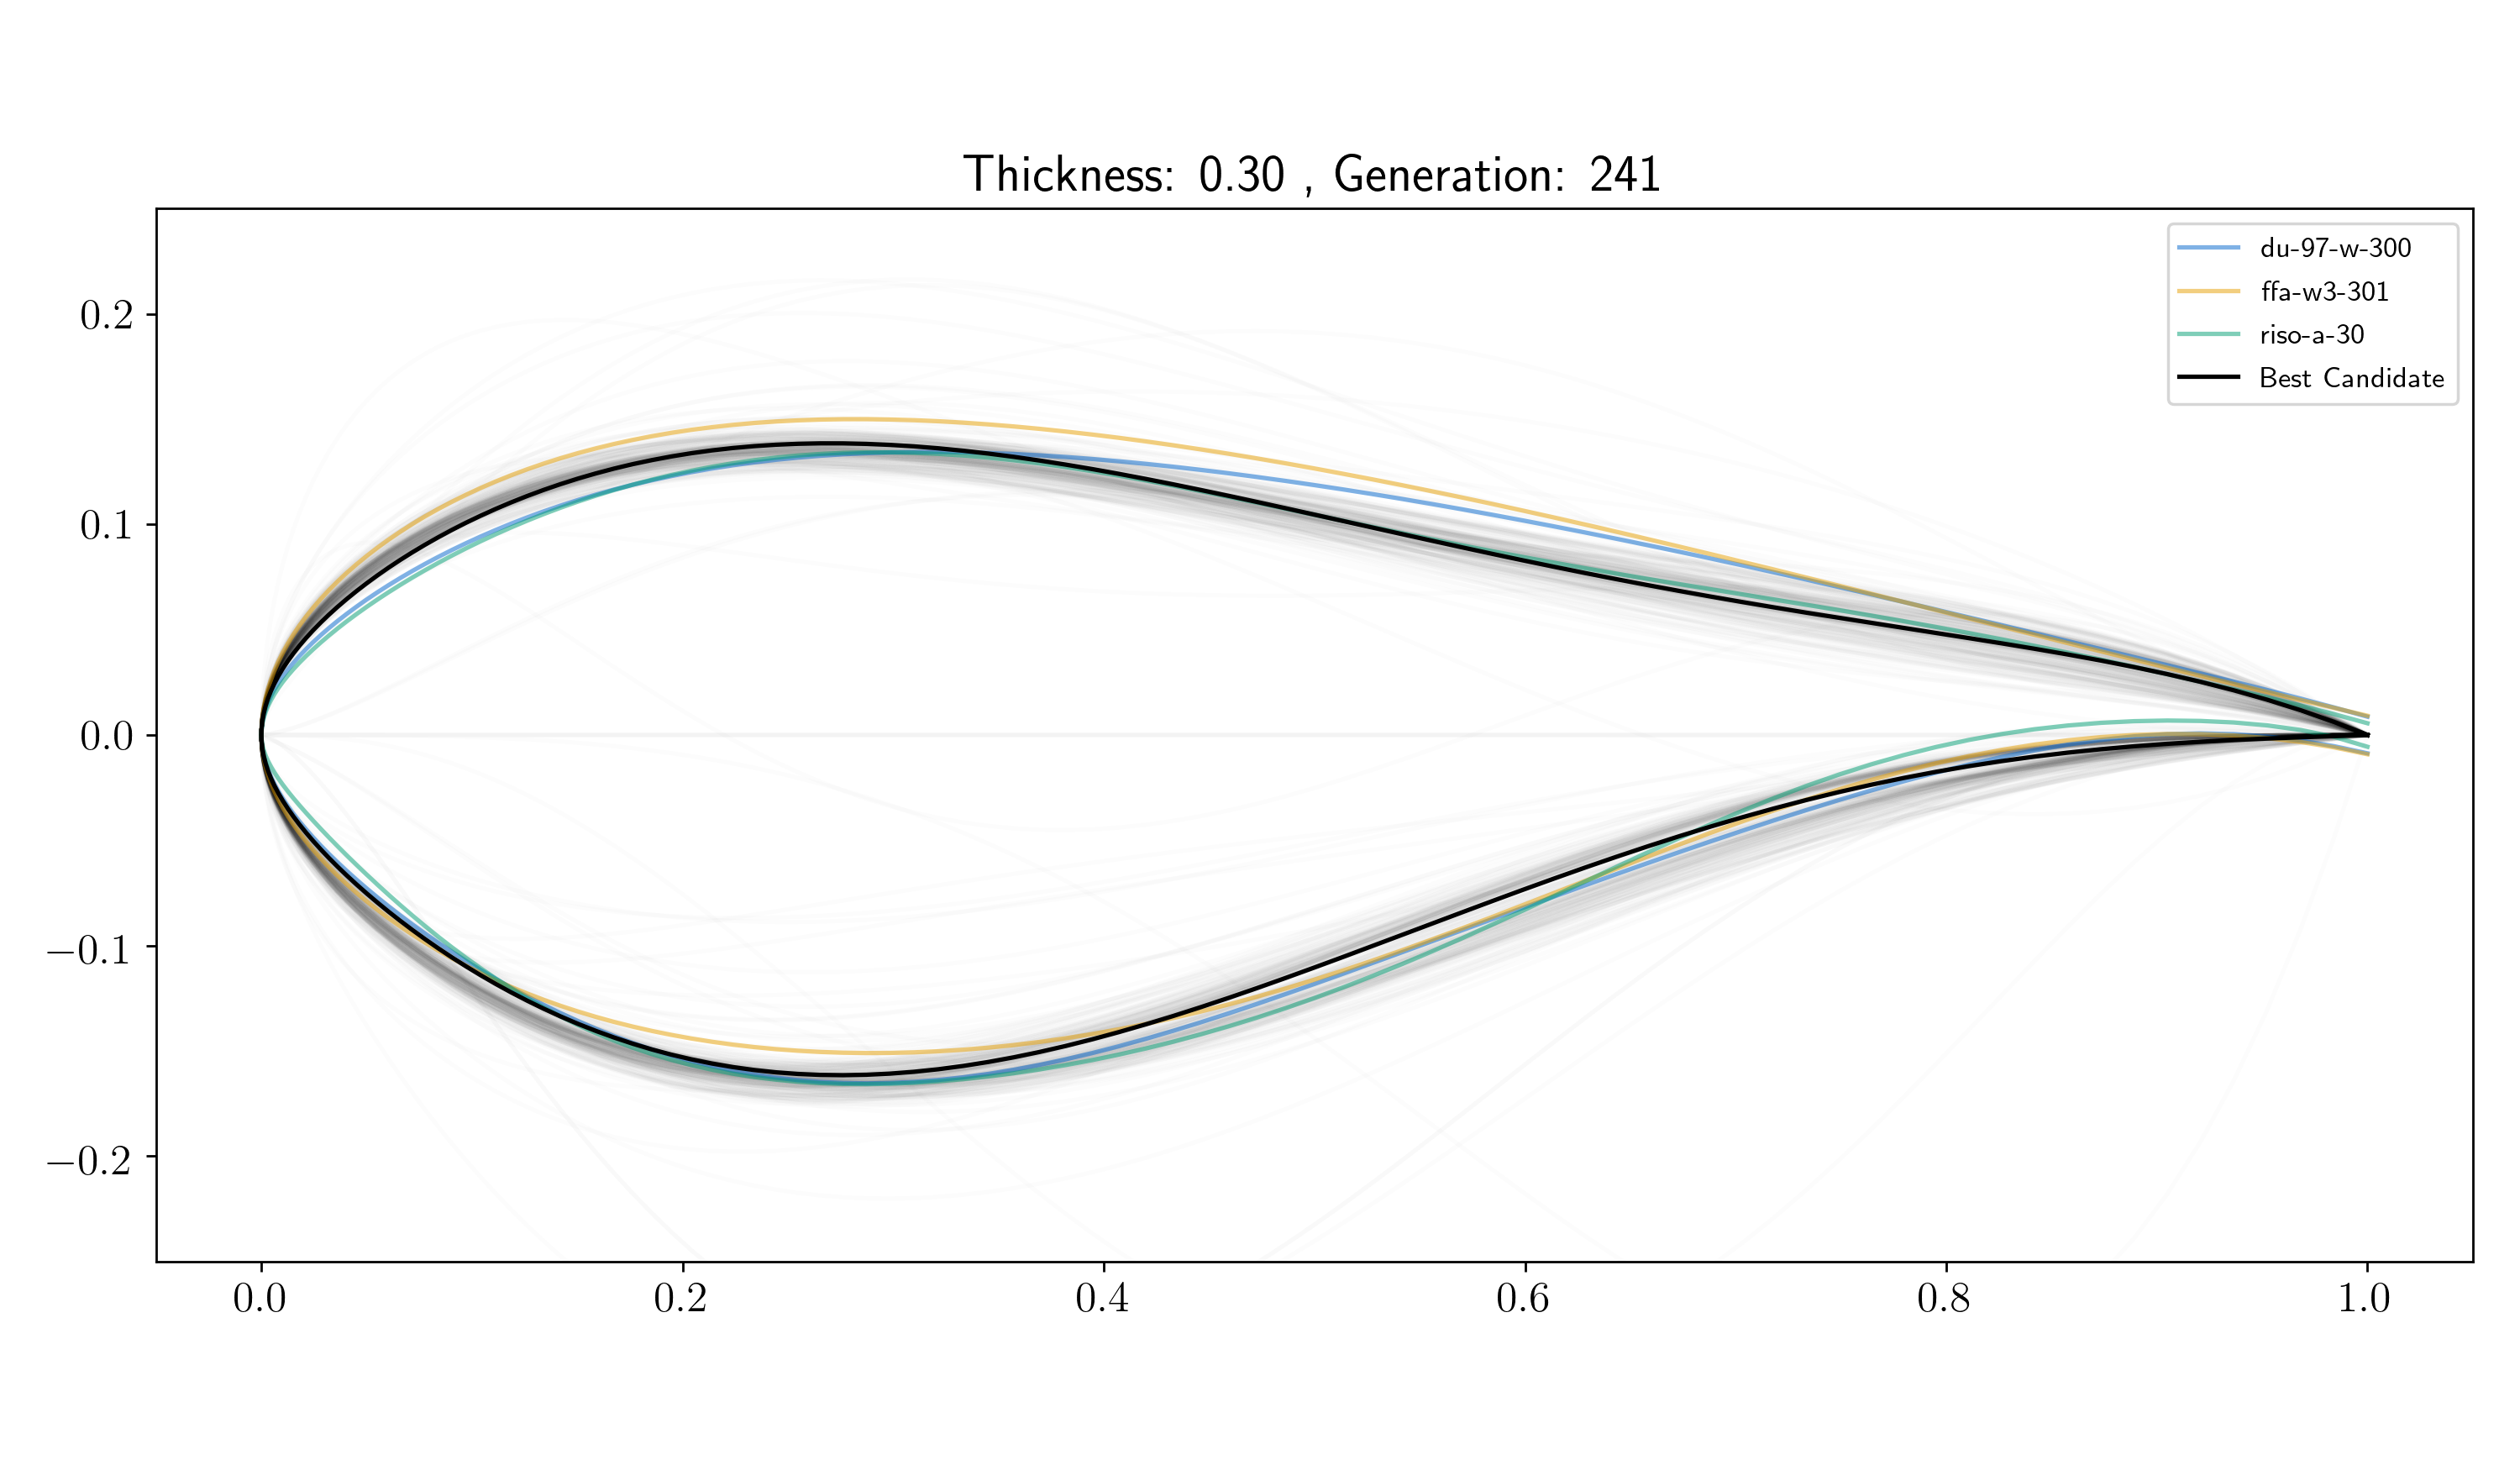 Thickness: 0.30 , Generation: 241
du-97-w-300
ffa-w3-301
riso-a-30
Best Candidate
0.2
0.1
0.0
−0.1
−0.2
0.0 0.2 0.4 0.6 0.8 1.0